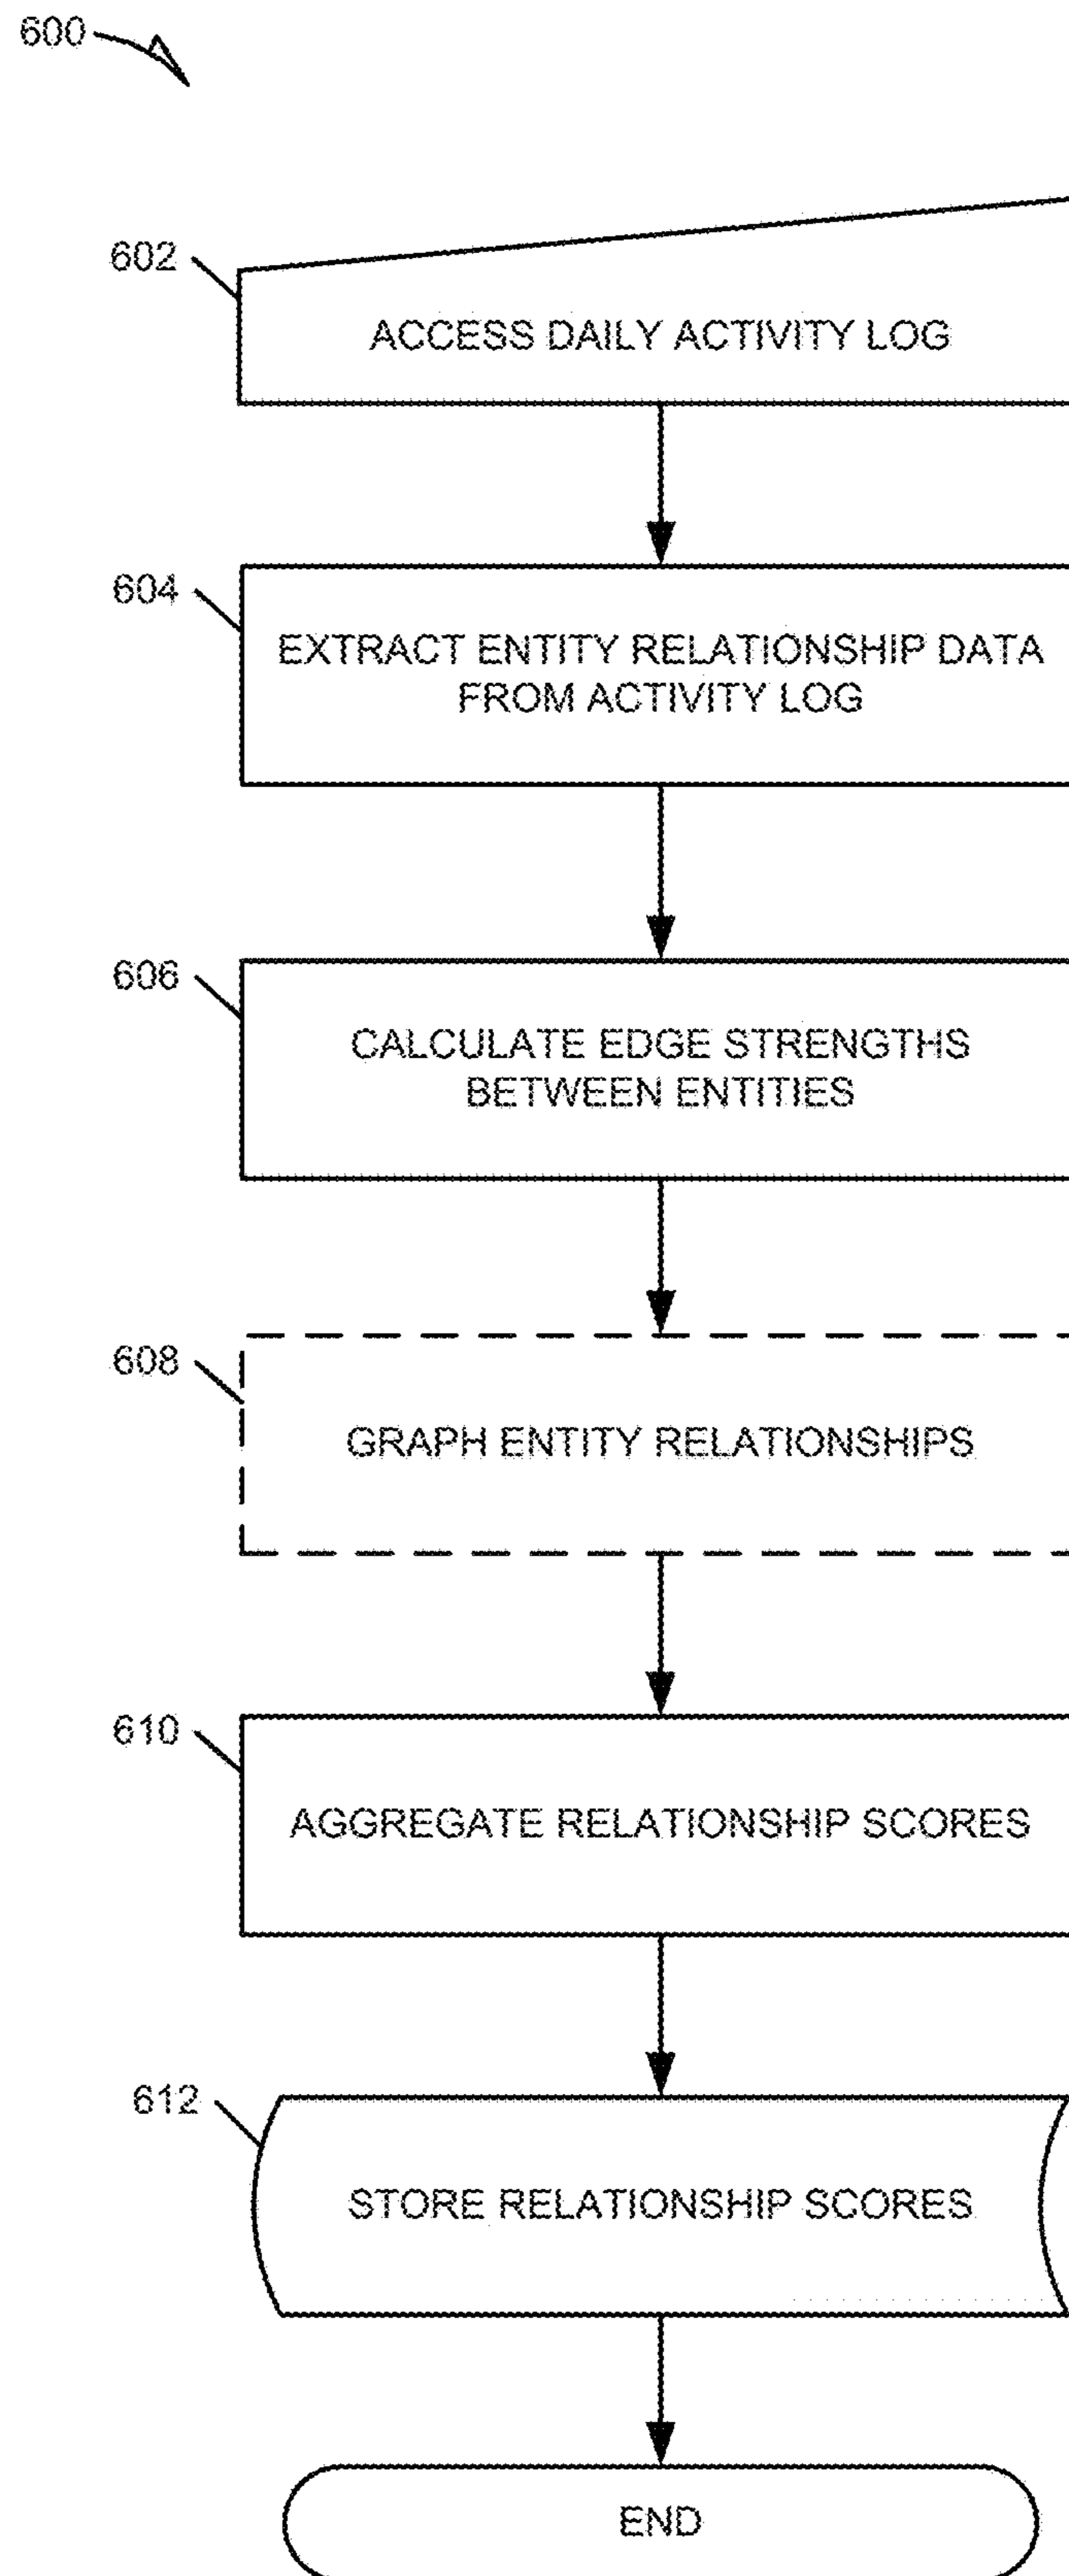 600
602
ACCESS DAILY ACTIVITY LOG
604
EXTRACT ENTITY RELATIONSHIP DATA
FROM ACTIVITY LOG
606
CALCULATE EDGE STRENGTHS
BETWEEN ENTITIES
608
GRAPH ENTITY RELATIONSHIPS
610
AGGREGATE RELATIONSHIP SCORES
612
STORE RELATIONSHIP SCORES
END